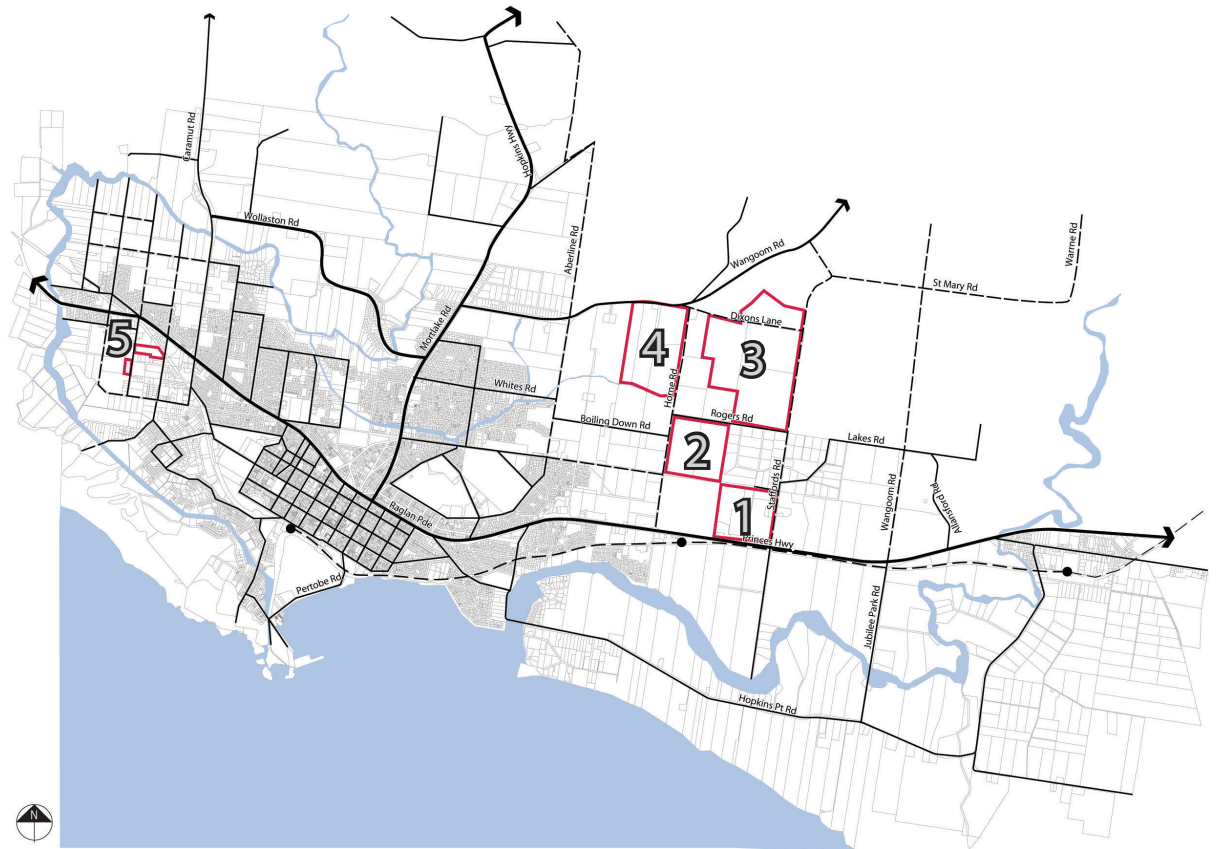 Caramut Rd
Hopkins Hwy
Wollaston Rd
Aberline Rd
Wangoom Rd
Warrne Rd
St Mary Rd
Mortlake Rd
Dixons Lane
5
4
3
Whites Rd
Horne Rd
Rogers Rd
Boiling Down Rd
Lakes Rd
2
Staffords Rd
Wangoom Rd
Allansford Rd
1
Raglan Pde
Princes Hwy
Pertobe Rd
Jubilee Park Rd
Hopkins Pt Rd
N